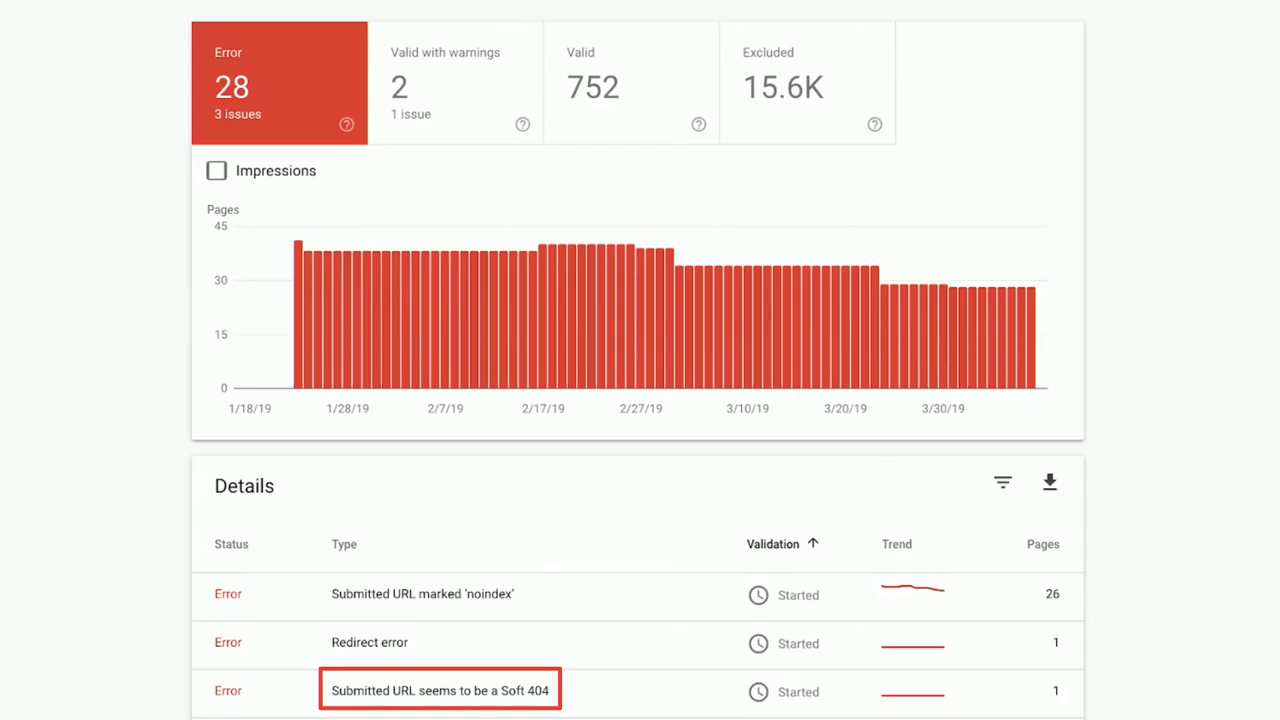 Error
Valid with warnings
Valid
Excluded
28
2
752
15.6K
3 issues
1 issue
Impressions
Pages
45
30
15
0
1/18/19
1/28/19
2/7/19
2/17/19
2/27/19
3/10/19
3/20/19
3/30/19
Details
Status Type Validation Trend Pages
Error Submitted URL marked ‘noindex’ Started 26
Error Redirect error Started 1
Error Submitted URL seems to be a Soft 404 Started 1